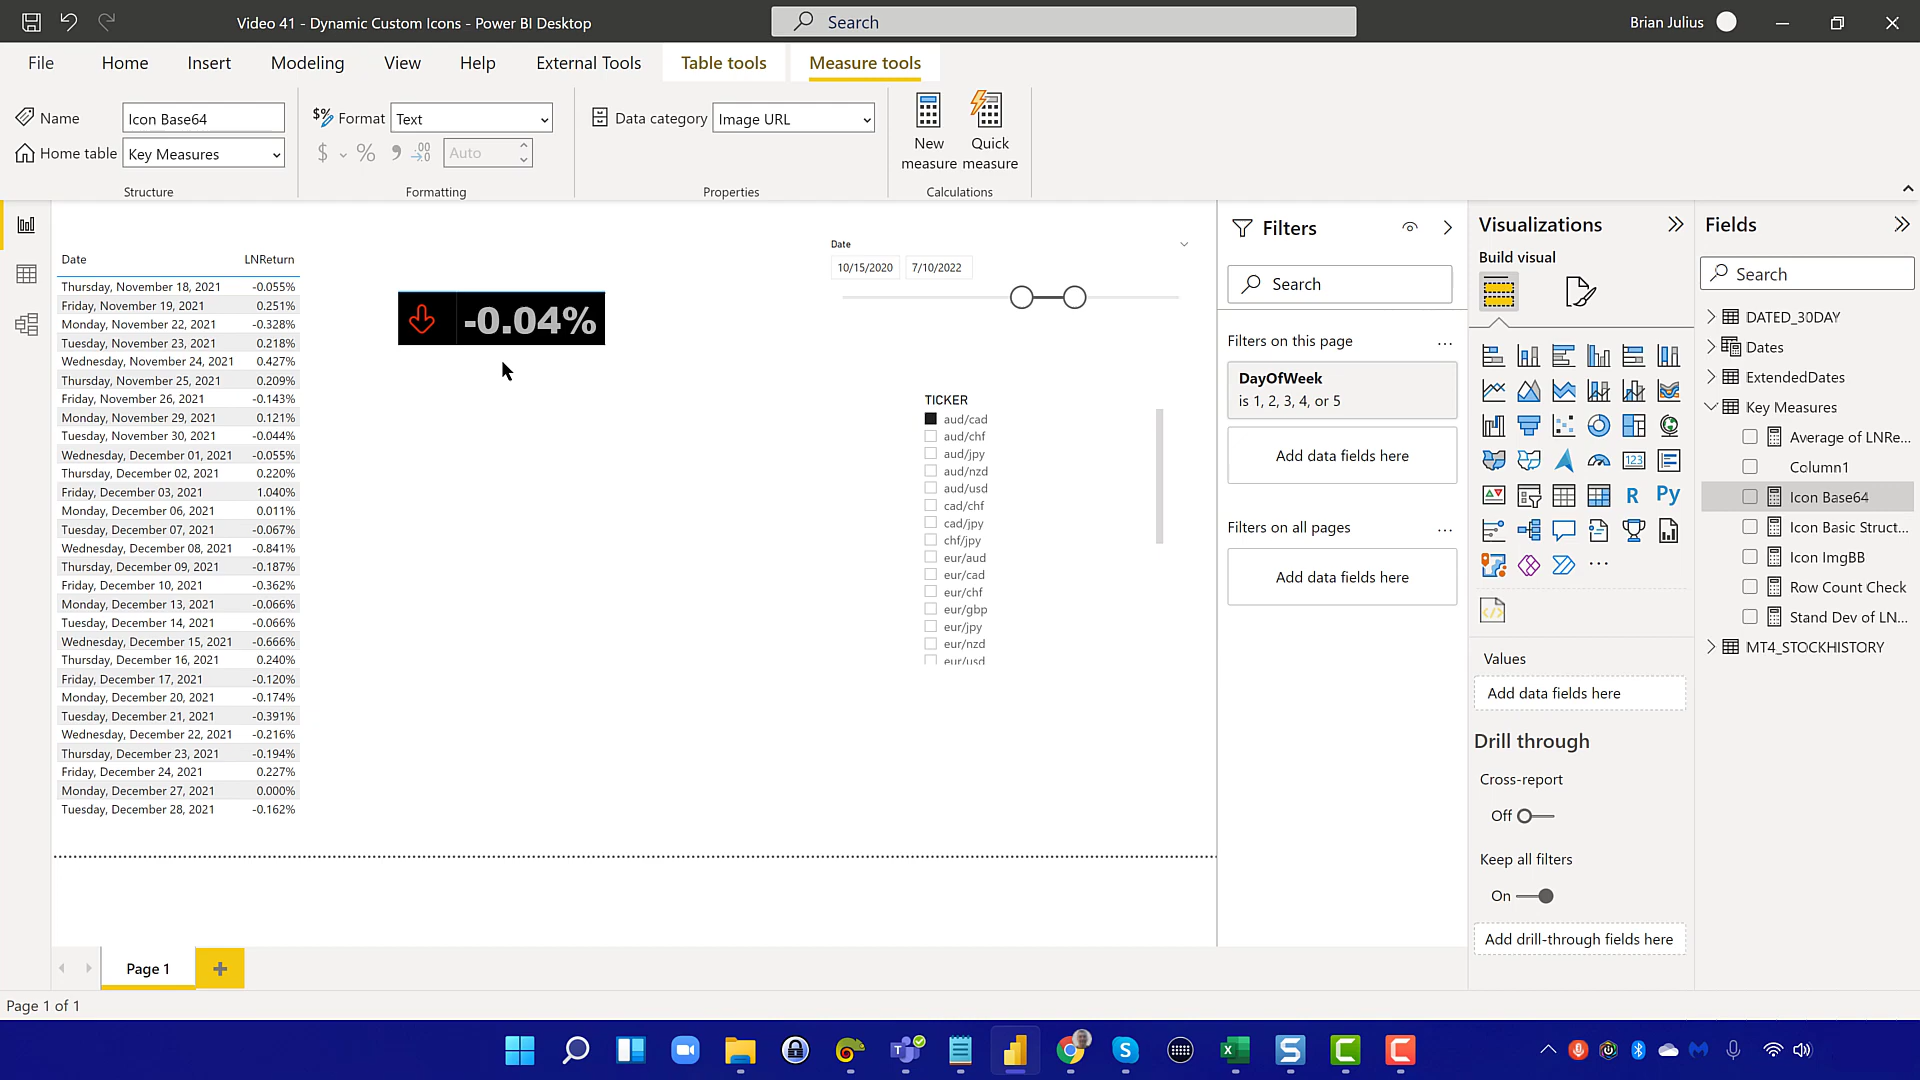 Video 41 - Dynamic Custom Icons - Power BI Desktop
Search
Brian Julius
File
Home
Insert
Modeling
View
Help
External Tools
Table tools
Measure tools
Name
Icon Base64
Home table
Key Measures
Structure
Format
Text
$
%
Auto
Formatting
Data category
Image URL
Properties
New measure
Quick measure
Calculations
Date LNReturn
Thursday, November 18, 2021 -0.055%
Friday, November 19, 2021 0.251%
Monday, November 22, 2021 -0.328%
Tuesday, November 23, 2021 0.218%
Wednesday, November 24, 2021 0.427%
Thursday, November 25, 2021 0.209%
Friday, November 26, 2021 -0.143%
Monday, November 29, 2021 0.121%
Tuesday, November 30, 2021 -0.044%
Wednesday, December 01, 2021 -0.055%
Thursday, December 02, 2021 0.220%
Friday, December 03, 2021 1.040%
Monday, December 06, 2021 0.011%
Tuesday, December 07, 2021 -0.067%
Wednesday, December 08, 2021 -0.841%
Thursday, December 09, 2021 -0.187%
Friday, December 10, 2021 -0.362%
Monday, December 13, 2021 -0.066%
Tuesday, December 14, 2021 -0.066%
Wednesday, December 15, 2021 -0.666%
Thursday, December 16, 2021 0.240%
Friday, December 17, 2021 -0.120%
Monday, December 20, 2021 -0.174%
Tuesday, December 21, 2021 -0.391%
Wednesday, December 22, 2021 -0.216%
Thursday, December 23, 2021 -0.194%
Friday, December 24, 2021 0.227%
Monday, December 27, 2021 0.000%
Tuesday, December 28, 2021 -0.162%
-0.04%
Date
10/15/2020 7/10/2022
TICKER
aud/cad
aud/chf
aud/jpy
aud/nzd
aud/usd
cad/chf
cad/jpy
chf/jpy
eur/aud
eur/cad
eur/chf
eur/gbp
eur/jpy
eur/nzd
eur/usd
Filters
Search
Filters on this page
...
DayOfWeek
is 1, 2, 3, 4, or 5
Add data fields here
Filters on all pages
...
Add data fields here
Visualizations
Build visual
123
R
Py
...
Values
Add data fields here
Drill through
Cross-report
Off
Keep all filters
On
Add drill-through fields here
Fields
Search
DATED_30DAY
Dates
ExtendedDates
Key Measures
Average of LNRe...
Column1
Icon Base64
Icon Basic Struct...
Icon ImgBB
Row Count Check
Stand Dev of LN...
MT4_STOCKHISTORY
Page 1
Page 1 of 1